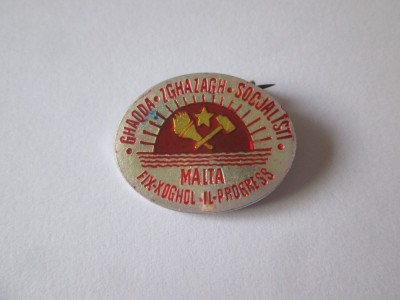 GHAQDA · ZGHAZAGH · SOCJALISTI
MALTA
FIX-XOGHOL · IL-PROGRESS